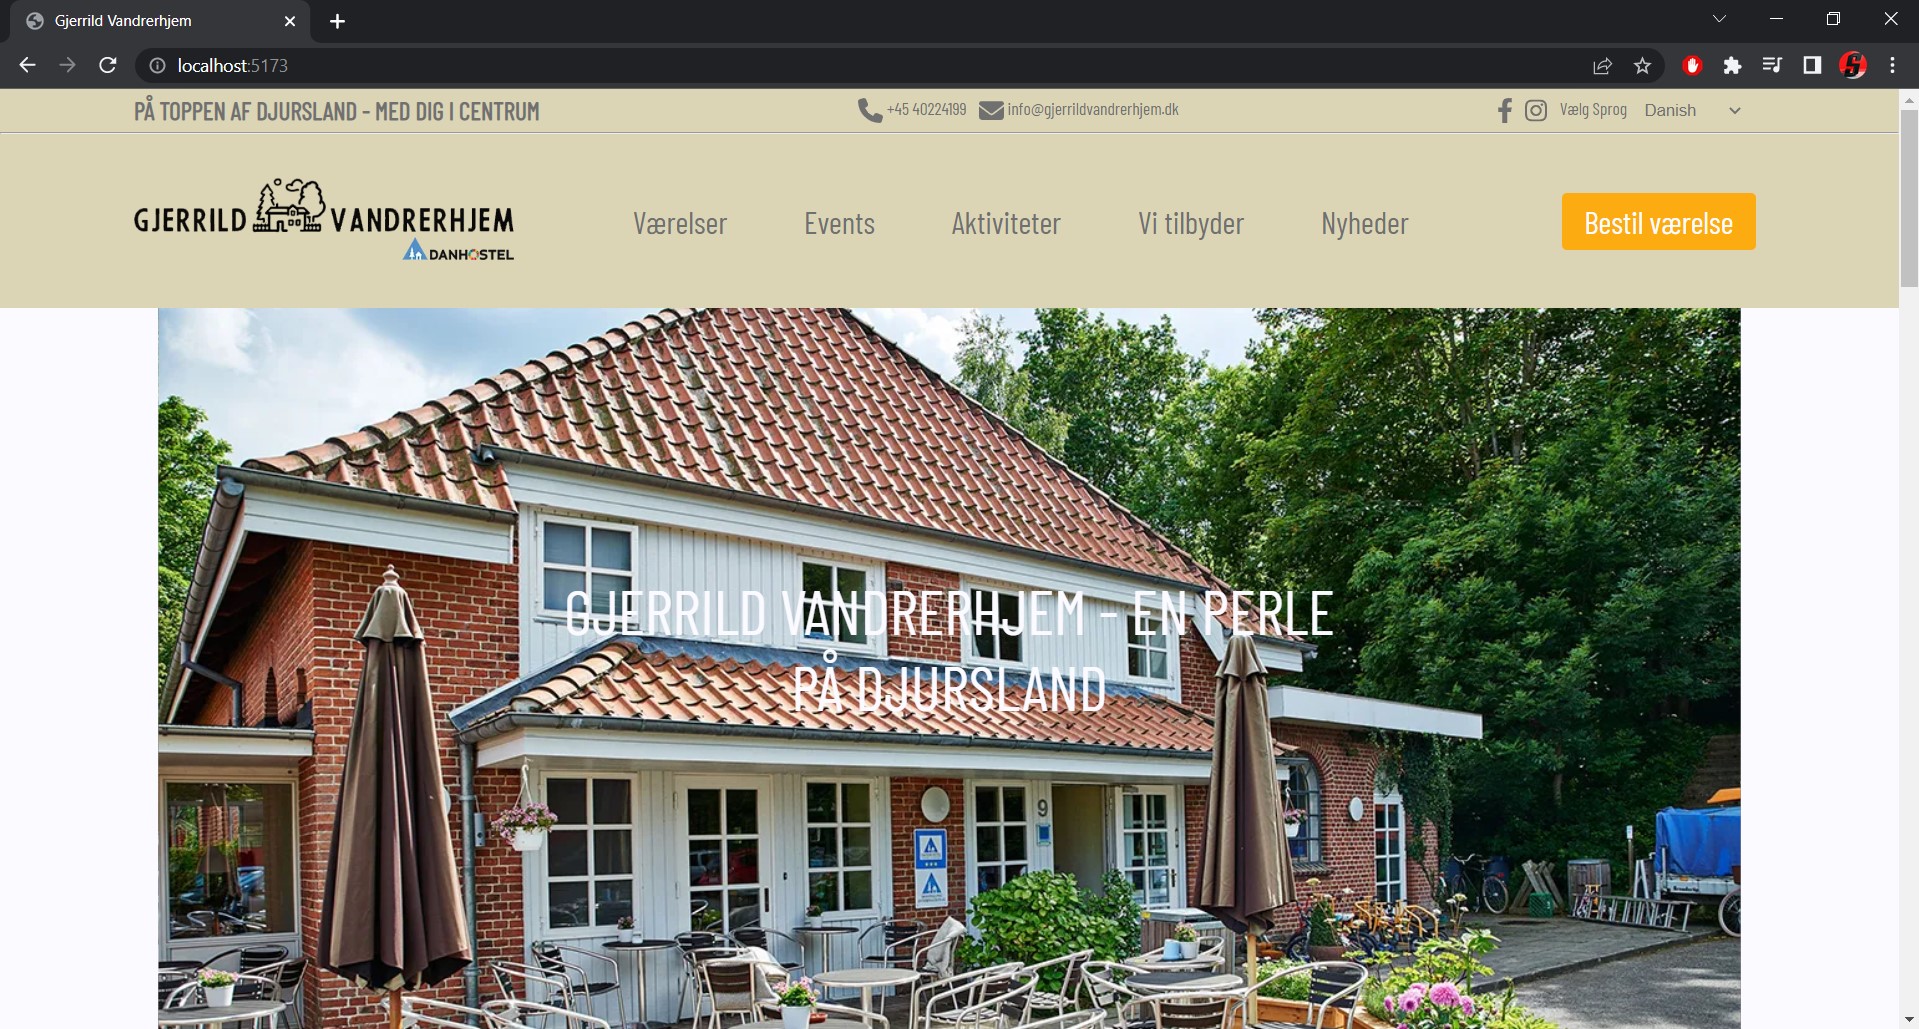 Gjerrild Vandrerhjem
localhost:5173
PÅ TOPPEN AF DJURSLAND - MED DIG I CENTRUM
+45 40224199
info@gjerrildvandrerhjem.dk
Vælg Sprog
Danish
GJERRILD VANDRERHJEM
DANHOSTEL
Værelser
Events
Aktiviteter
Vi tilbyder
Nyheder
Bestil værelse
GJERRILD VANDRERHJEM - EN PERLE
PÅ DJURSLAND
9